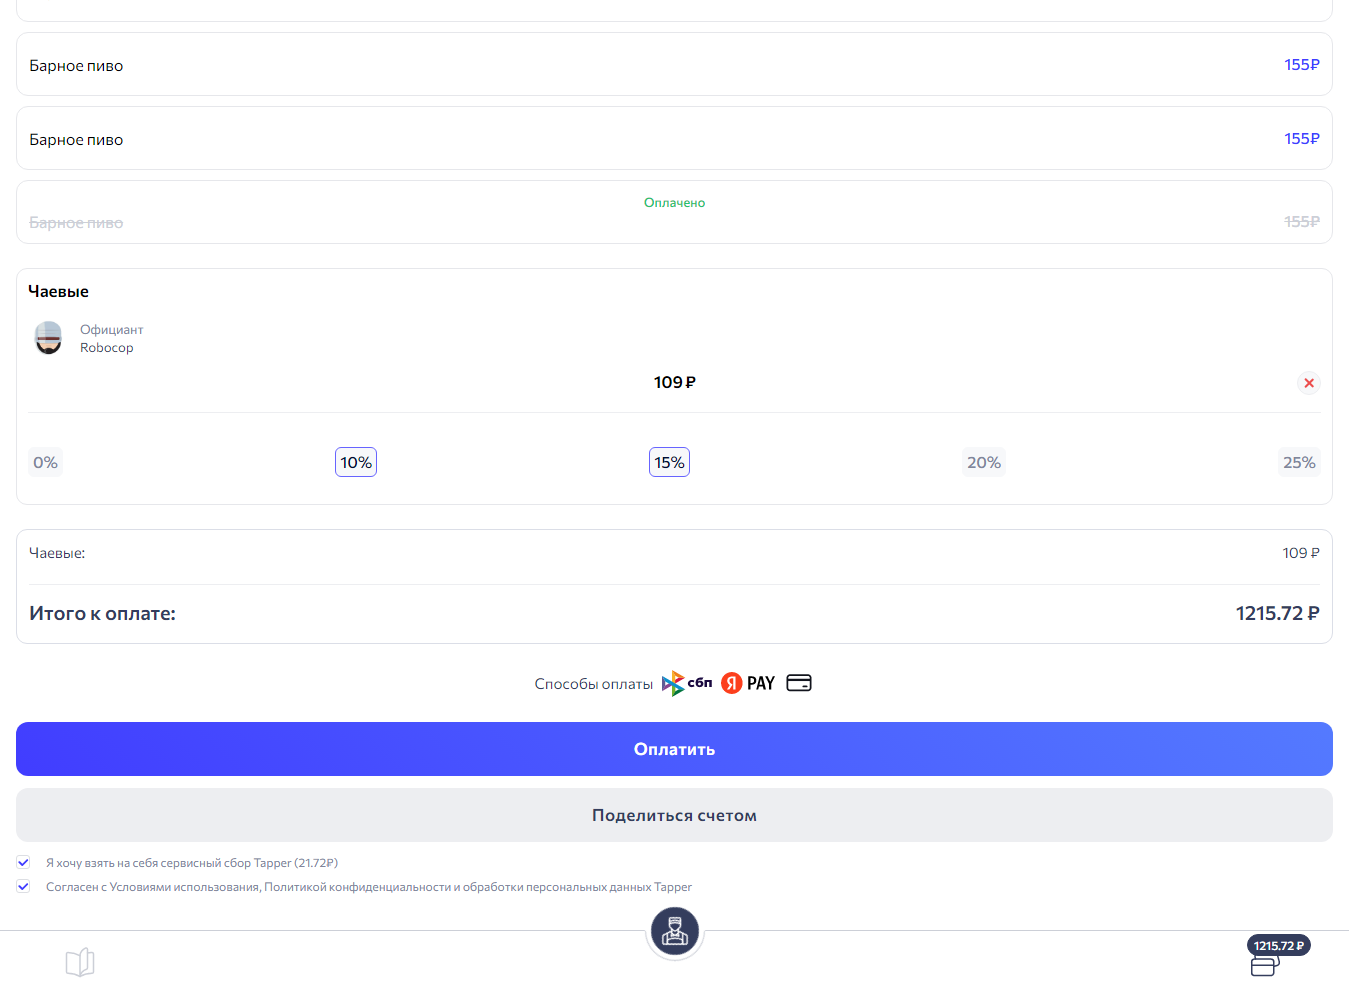 Барное пиво 155₽
Барное пиво 155₽
Оплачено
Барное пиво 155₽
Чаевые
Официант
Robocop
109 ₽
0% 10% 15% 20% 25%
Чаевые: 109 ₽
Итого к оплате: 1215.72 ₽
Способы оплаты сбп Я PAY
Оплатить
Поделиться счетом
Я хочу взять на себя сервисный сбор Tapper (21.72₽)
Согласен с Условиями использования, Политикой конфиденциальности и обработки персональных данных Tapper
1215.72 ₽